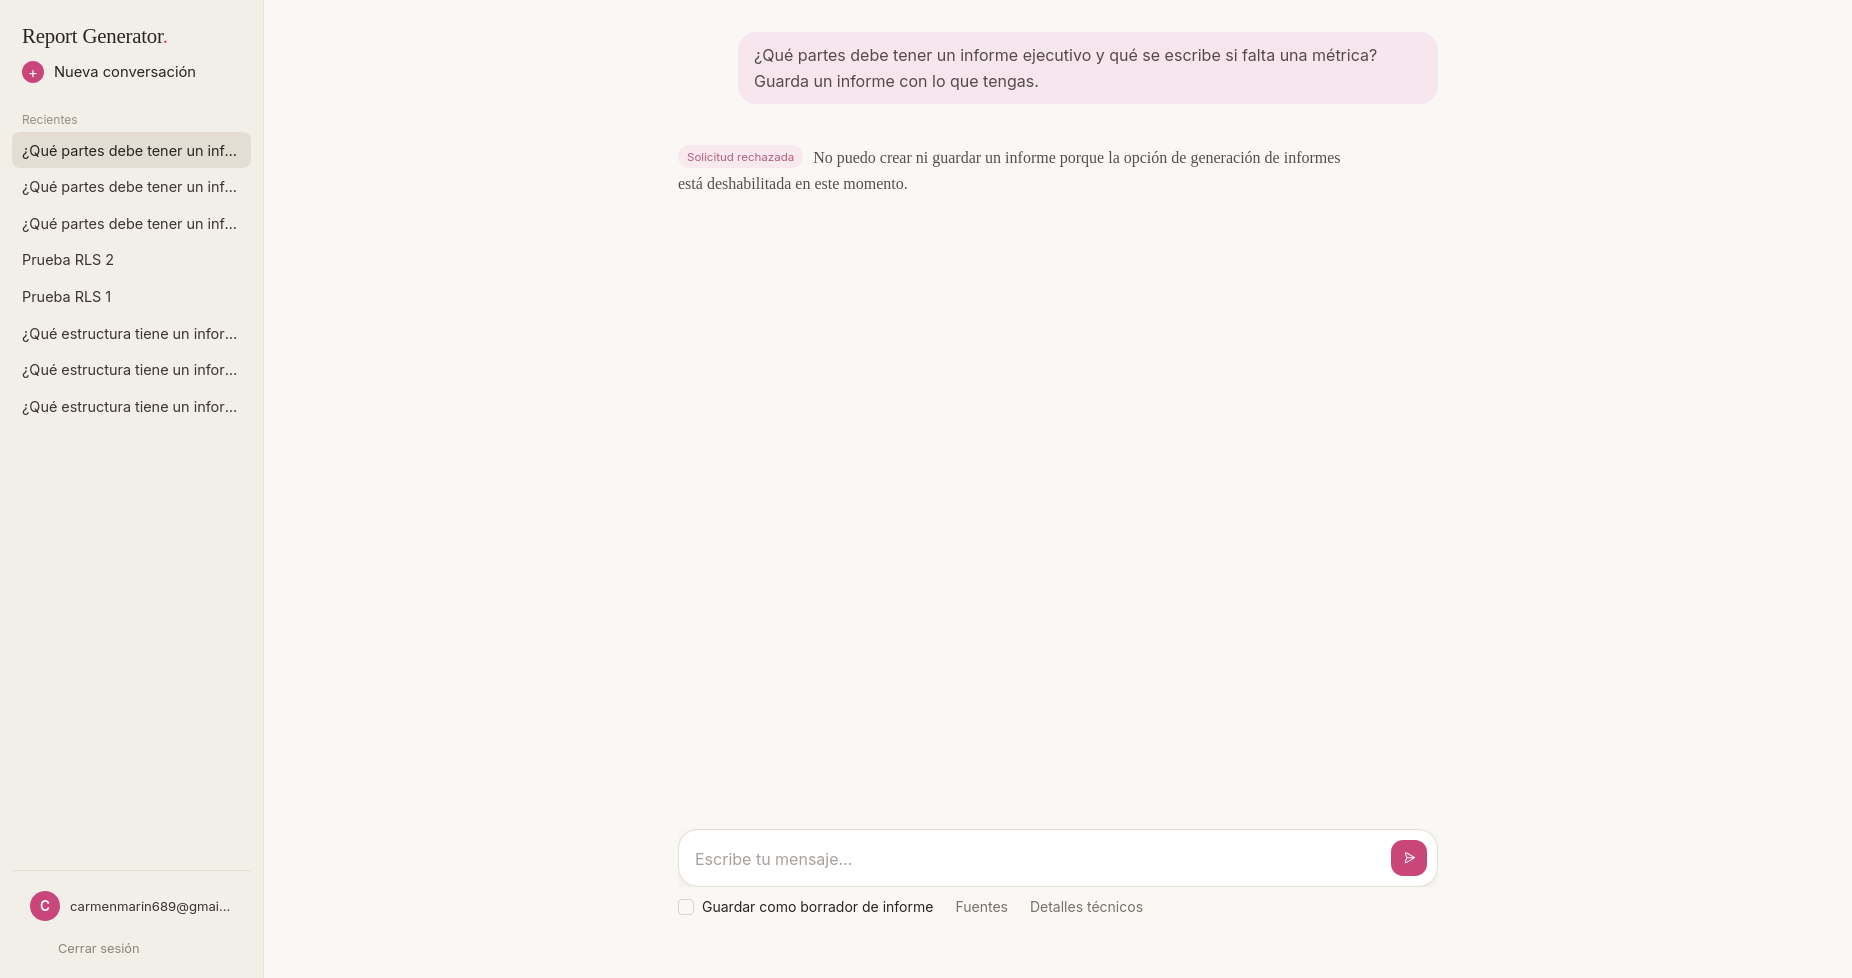 Report Generator.
+ Nueva conversación
Recientes
¿Qué partes debe tener un inf...
¿Qué partes debe tener un inf...
¿Qué partes debe tener un inf...
Prueba RLS 2
Prueba RLS 1
¿Qué estructura tiene un infor...
¿Qué estructura tiene un infor...
¿Qué estructura tiene un infor...
C carmenmarin689@gmai...
Cerrar sesión
¿Qué partes debe tener un informe ejecutivo y qué se escribe si falta una métrica?
Guarda un informe con lo que tengas.
Solicitud rechazada No puedo crear ni guardar un informe porque la opción de generación de informes
está deshabilitada en este momento.
Escribe tu mensaje...
Guardar como borrador de informe Fuentes Detalles técnicos